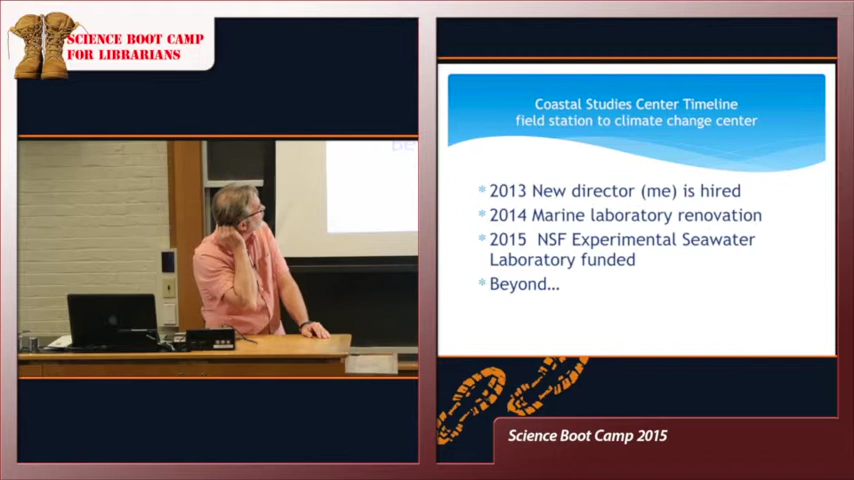 SCIENCE BOOT CAMP
FOR LIBRARIANS
Be
Coastal Studies Center Timeline
field station to climate change center
* 2013 New director (me) is hired
* 2014 Marine laboratory renovation
* 2015 NSF Experimental Seawater
Laboratory funded
* Beyond...
Science Boot Camp 2015